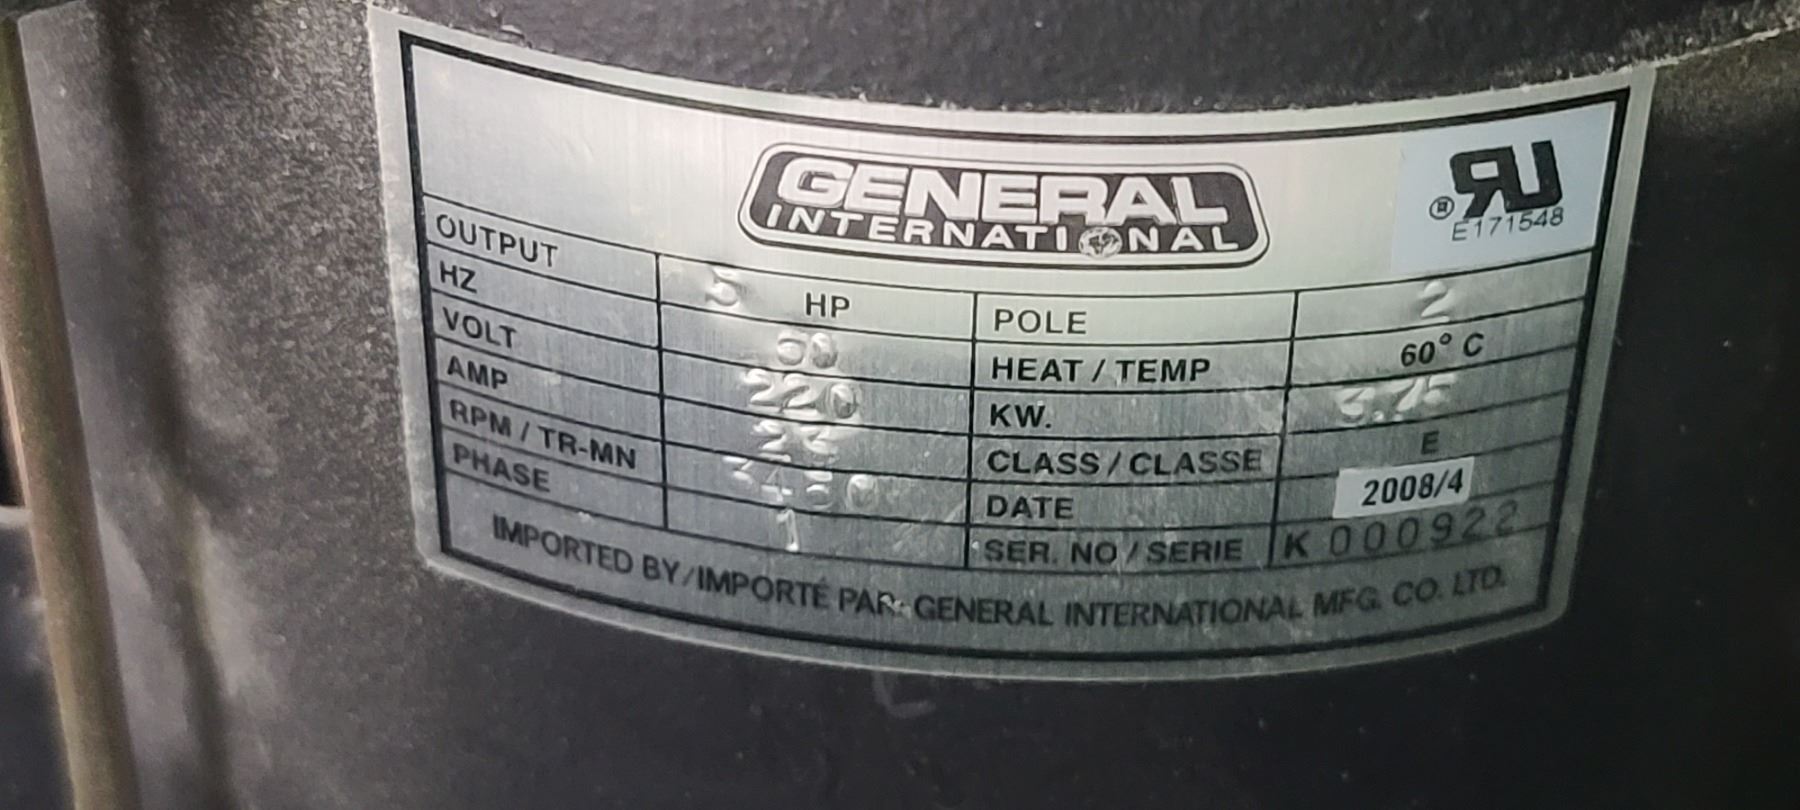 GENERAL
INTERNATIONAL
RU
® E171548
OUTPUT 5 HP POLE 2
HZ 60 HEAT / TEMP 60° C
VOLT 220 KW. 3.75
AMP CLASS / CLASSE E
RPM / TR-MN 3450 DATE 2008/4
PHASE 1 SER. NO / SERIE K 000922
IMPORTED BY/IMPORTÉ PAR: GENERAL INTERNATIONAL MFG. CO. LTD.